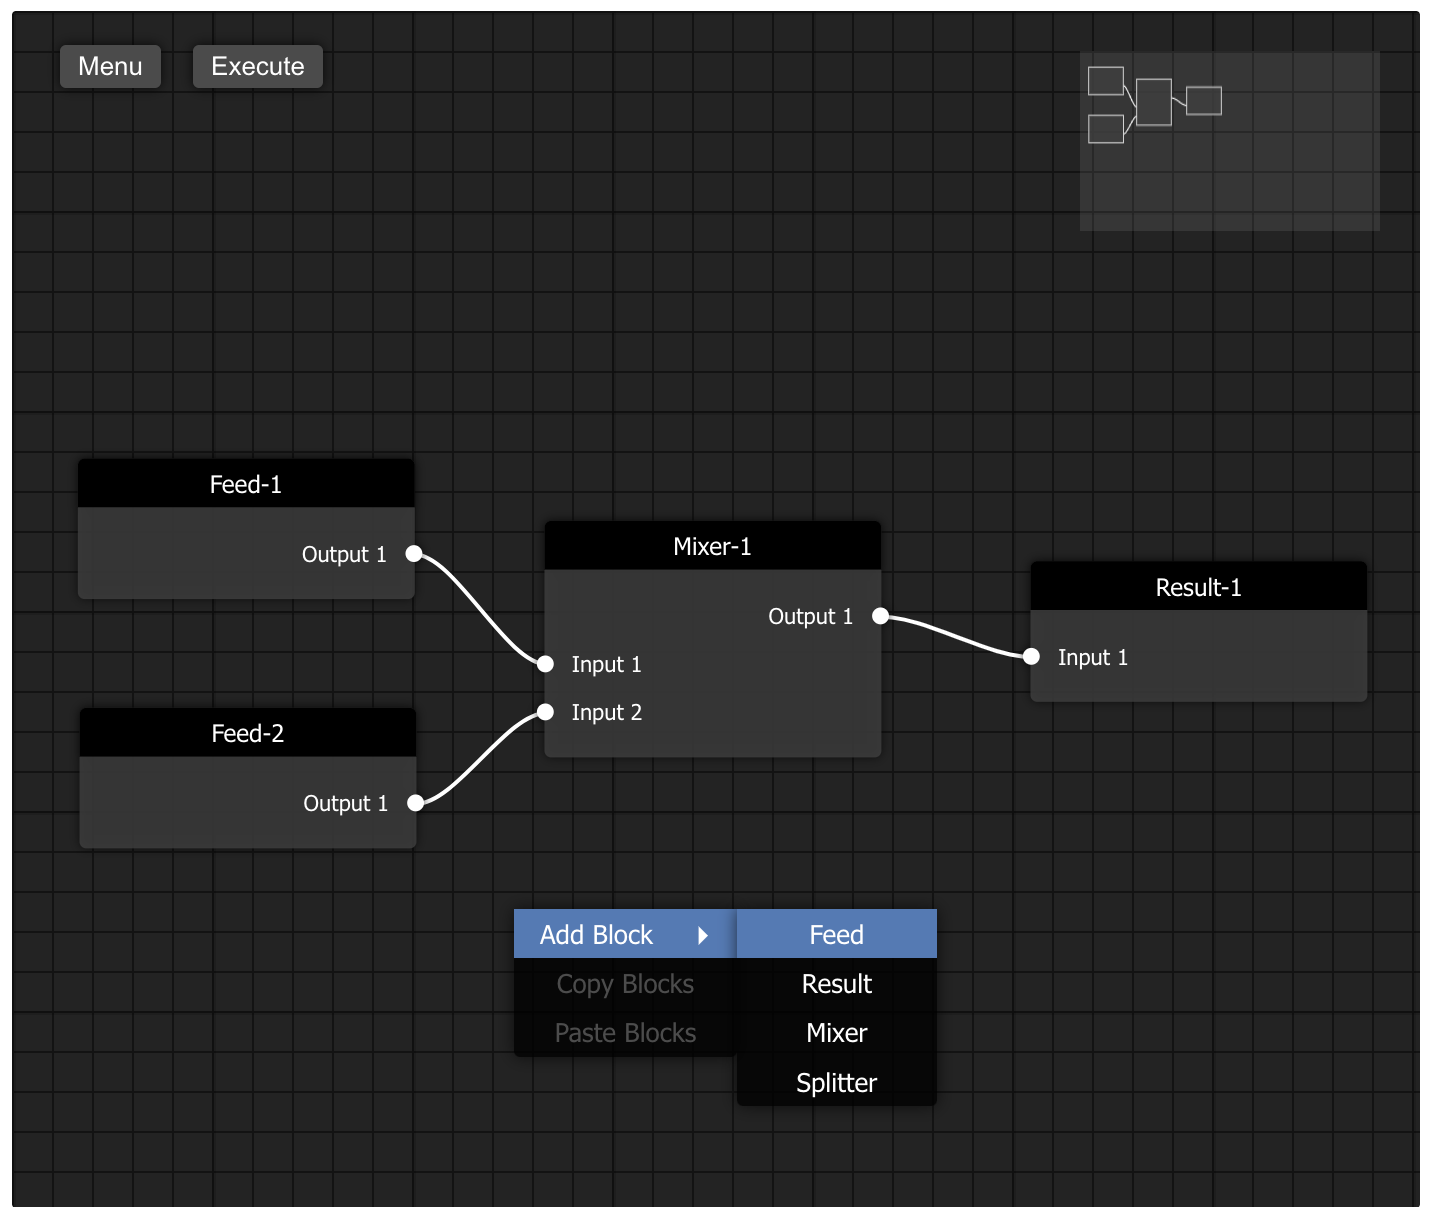 Menu
Execute
Feed-1
Output 1
Mixer-1
Output 1
Input 1
Input 2
Result-1
Input 1
Feed-2
Output 1
Add Block
Copy Blocks
Paste Blocks
Feed
Result
Mixer
Splitter